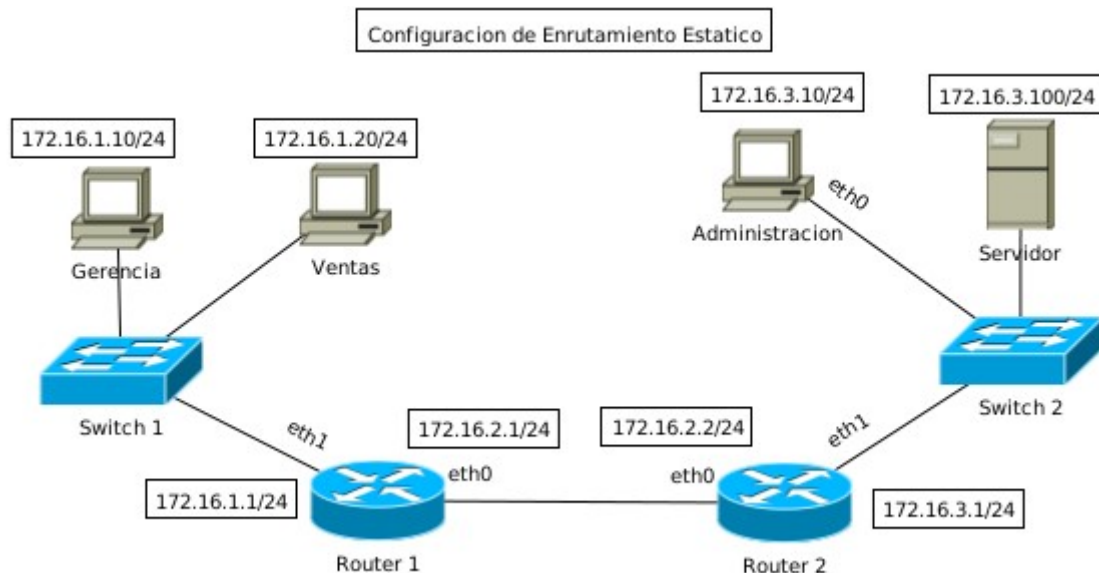 Configuracion de Enrutamiento Estatico
172.16.3.10/24
172.16.3.100/24
172.16.1.10/24
172.16.1.20/24
eth0
Administracion
Servidor
Gerencia
Ventas
Switch 1
Switch 2
eth1
172.16.2.1/24
172.16.2.2/24
eth1
eth0
eth0
172.16.1.1/24
172.16.3.1/24
Router 1
Router 2